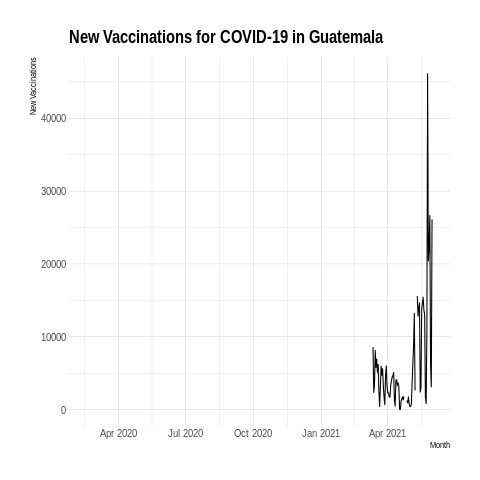 New Vaccinations for COVID-19 in Guatemala
New Vaccinations
40000
30000
20000
10000
0
Apr 2020 Jul 2020 Oct 2020 Jan 2021 Apr 2021
Month